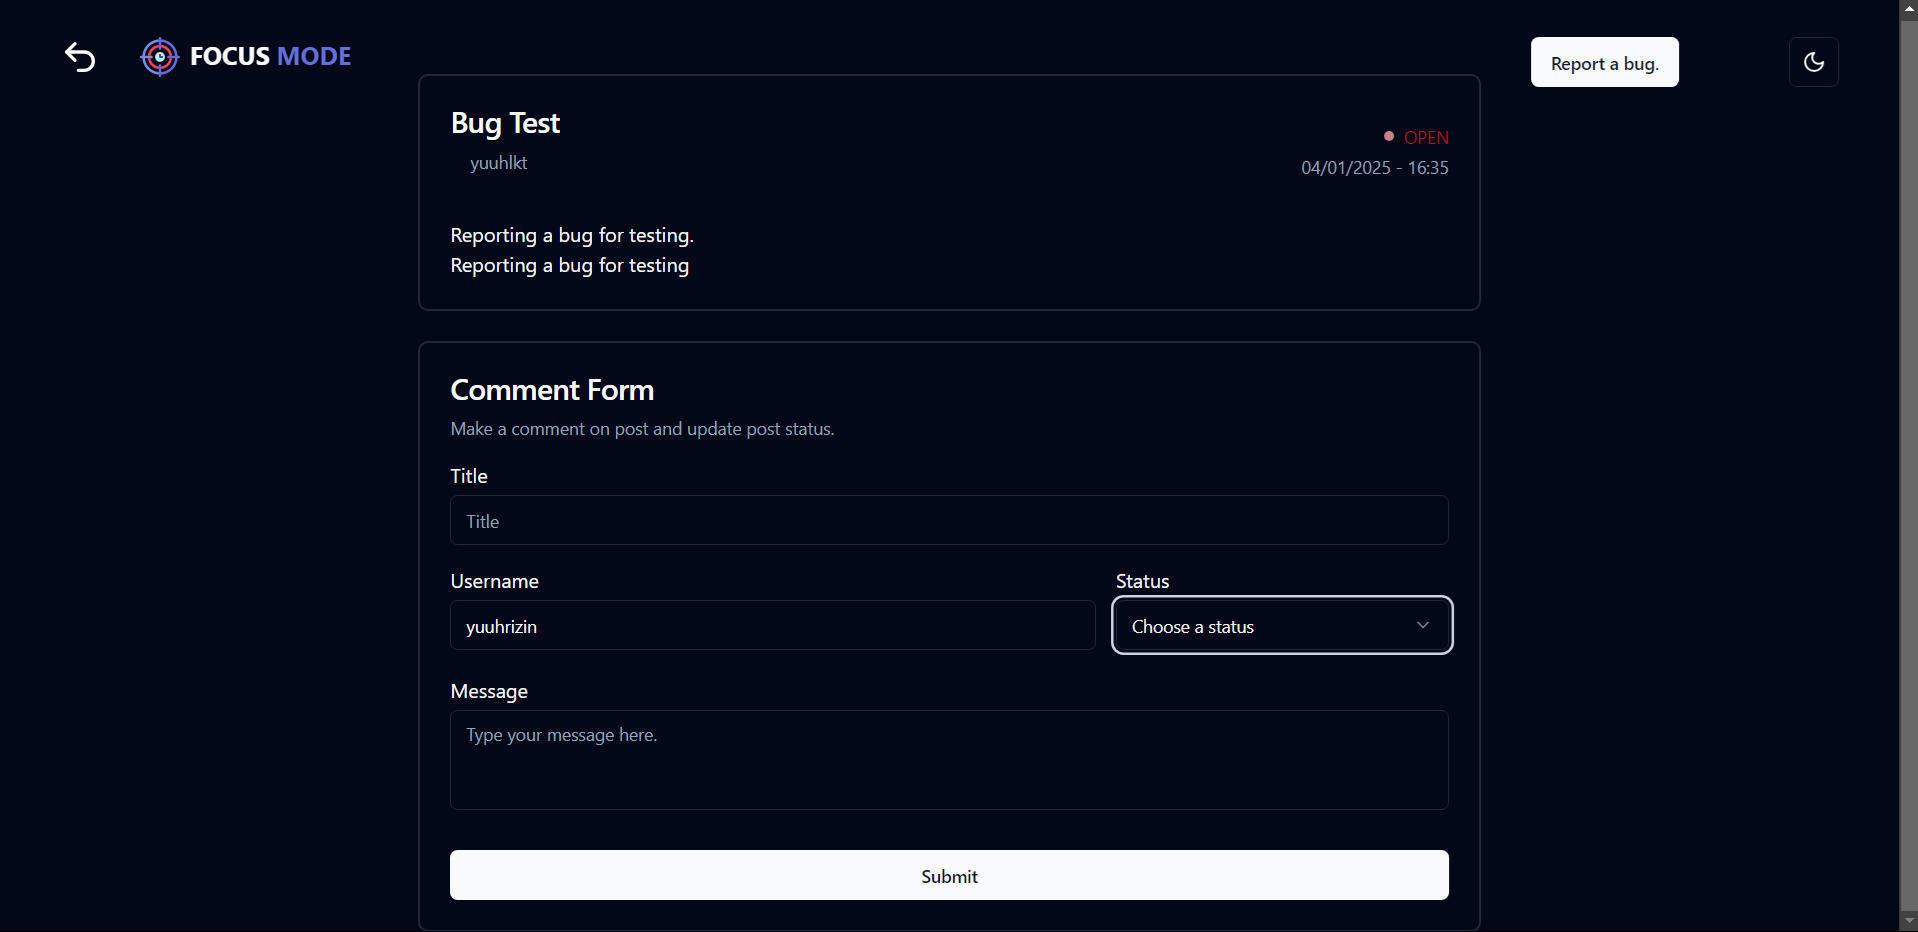 FOCUS MODE
Report a bug.
Bug Test
yuuhlkt
OPEN
04/01/2025 - 16:35
Reporting a bug for testing.
Reporting a bug for testing
Comment Form
Make a comment on post and update post status.
Title
Title
Username
Status
yuuhrizin
Choose a status
Message
Type your message here.
Submit